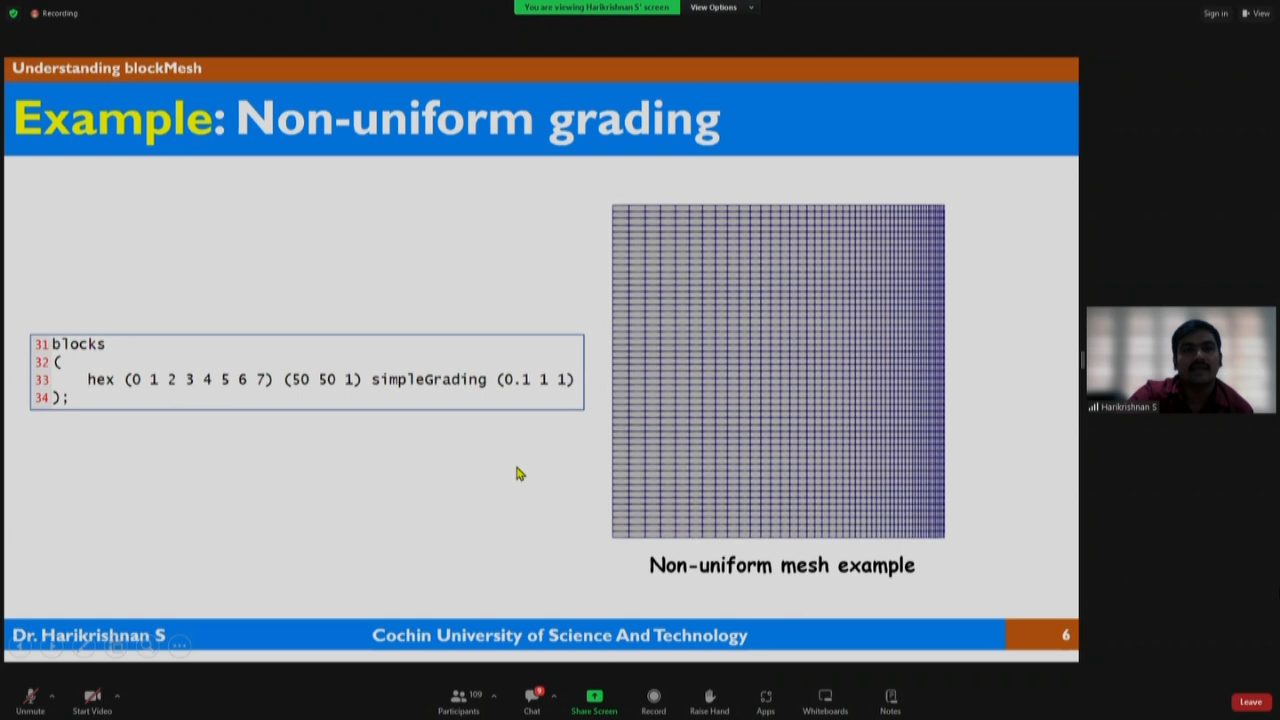 Recording
You are viewing Harikrishnan S' screen
View Options
Sign in
View
Understanding blockMesh
Example: Non-uniform grading
31 blocks
32 (
33 hex (0 1 2 3 4 5 6 7) (50 50 1) simpleGrading (0.1 1 1)
34 );
Non-uniform mesh example
Harikrishnan S
Dr. Harikrishnan S
Cochin University of Science And Technology
6
Unmute
Start Video
Participants
109
Chat
9
Share Screen
Record
Raise Hand
Apps
Whiteboards
Notes
Leave